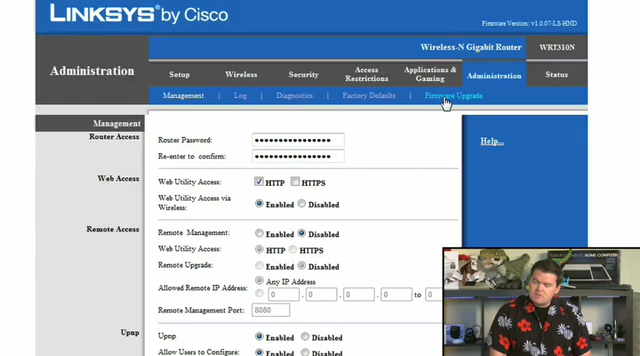 LINKSYS® by Cisco
Firmware Version: v1.0.07-LS-HND
Wireless-N Gigabit Router WRT310N
Administration
Setup Wireless Security Access Restrictions Applications & Gaming Administration Status
Management | Log | Diagnostics | Factory Defaults | Firmware Upgrade
Management
Router Access
Router Password: ••••••••••••••••
Re-enter to confirm: ••••••••••••••••
Help...
Web Access
Web Utility Access: HTTP HTTPS
Web Utility Access via Wireless: Enabled Disabled
Remote Access
Remote Management: Enabled Disabled
Web Utility Access: HTTP HTTPS
Remote Upgrade: Enabled Disabled
Any IP Address
Allowed Remote IP Address: 0 . 0 . 0 . 0 to 0
Remote Management Port: 8080
Upnp
Upnp: Enabled Disabled
Allow Users to Configure: Enabled Disabled